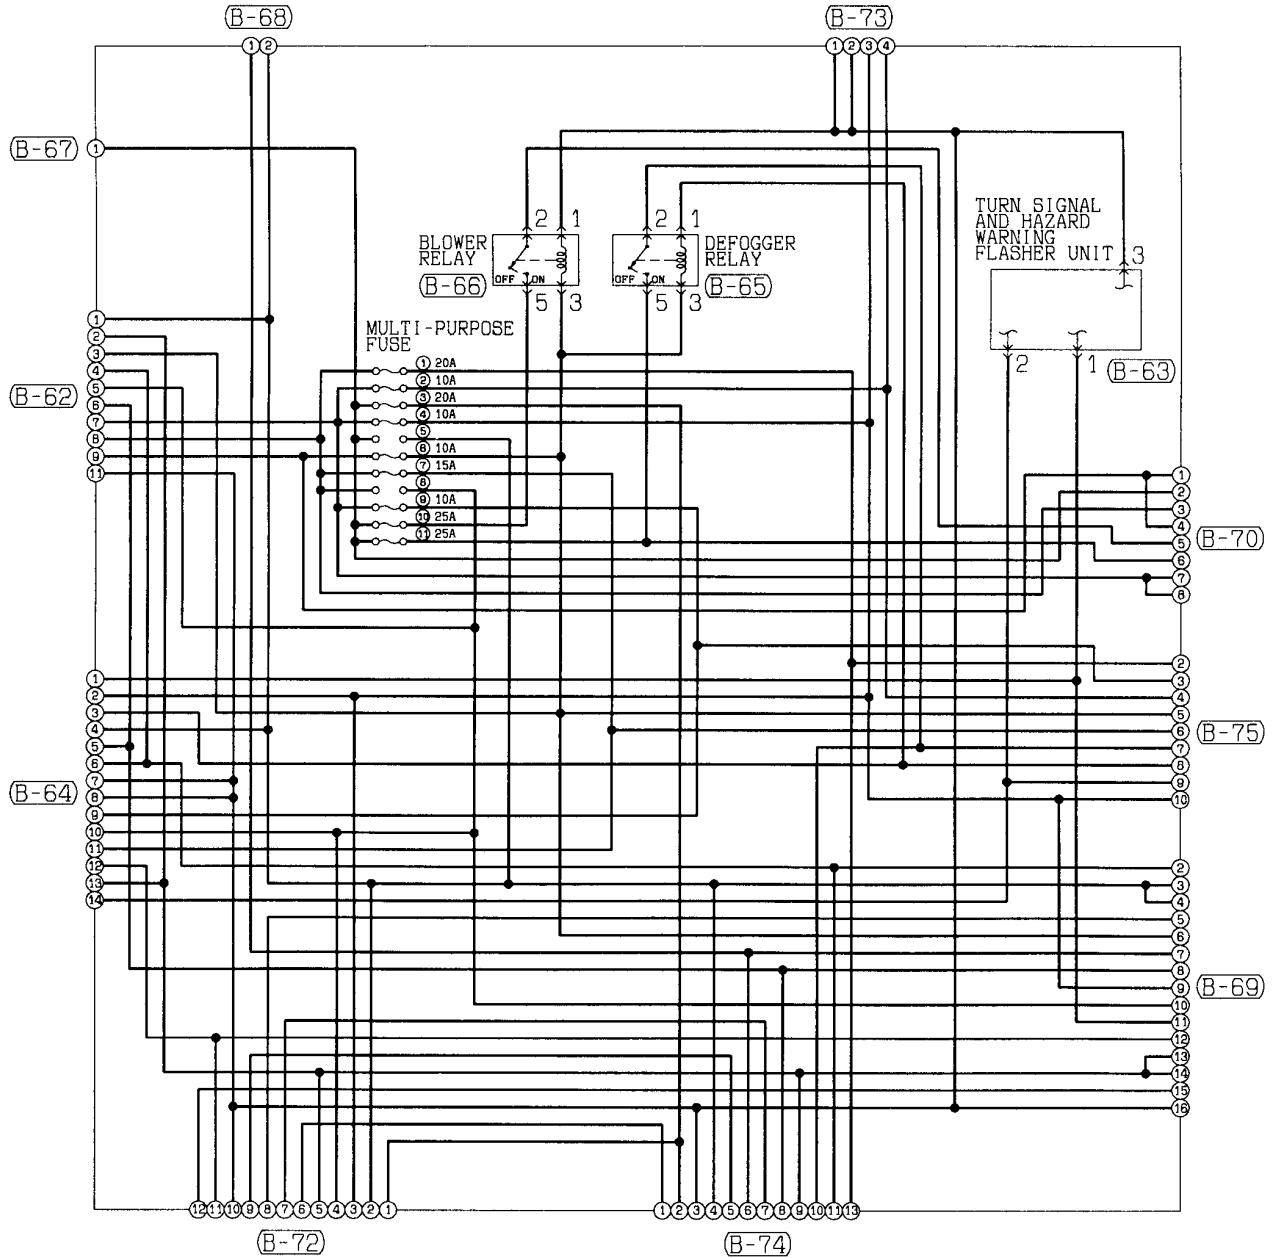 B-68
B-73
1 2
1 2 3 4
B-67
1
TURN SIGNAL
AND HAZARD
WARNING
FLASHER UNIT
3
2 1
B-63
BLOWER
RELAY
B-66
2 1
OFF ON
5 3
DEFOGGER
RELAY
B-65
2 1
OFF ON
5 3
MULTI-PURPOSE
FUSE
1 20A
2 10A
3 20A
4 10A
5
6 10A
7 15A
8
9 10A
10 25A
11 25A
B-62
1
2
3
4
5
6
7
8
9
11
B-70
1
2
3
4
5
6
7
8
B-64
1
2
3
4
5
6
7
8
9
10
11
12
13
14
B-75
2
3
4
5
6
7
8
9
10
B-69
2
3
4
5
6
7
8
9
10
11
12
13
14
15
16
12 11 10 9 8 7 6 5 4 3 2 1
B-72
1 2 3 4 5 6 7 8 9 10 11 13
B-74